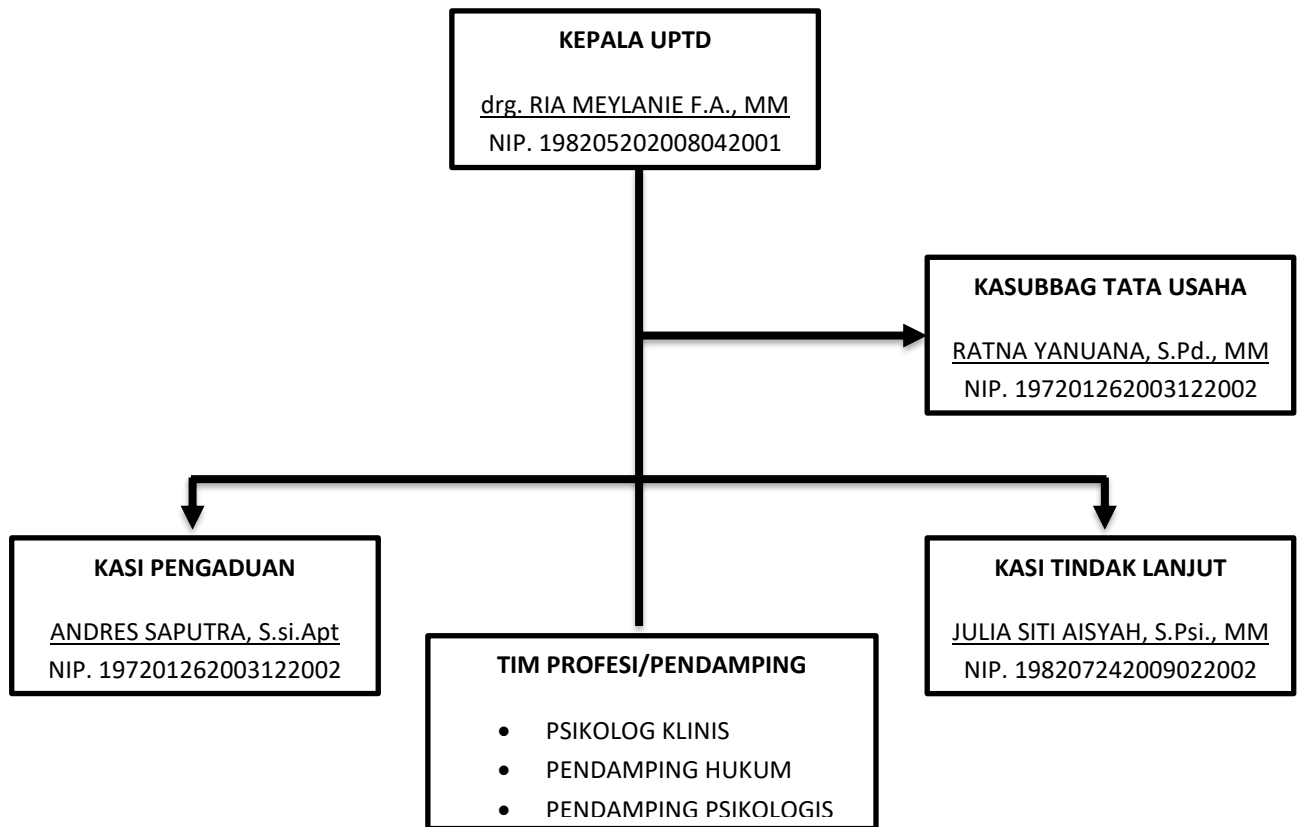 KEPALA UPTD
drg. RIA MEYLANIE F.A., MM
NIP. 198205202008042001
KASUBBAG TATA USAHA
RATNA YANUANA, S.Pd., MM
NIP. 197201262003122002
KASI PENGADUAN
ANDRES SAPUTRA, S.si.Apt
NIP. 197201262003122002
TIM PROFESI/PENDAMPING
• PSIKOLOG KLINIS
• PENDAMPING HUKUM
• PENDAMPING PSIKOLOGIS
KASI TINDAK LANJUT
JULIA SITI AISYAH, S.Psi., MM
NIP. 198207242009022002